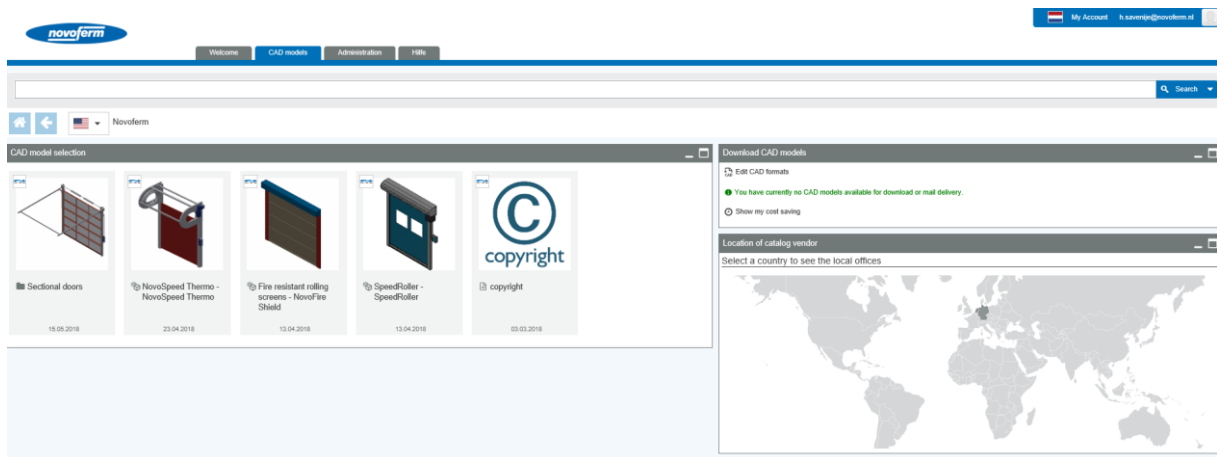 My Account h.savenije@novoferm.nl
novoferm
Welcome CAD models Administration Hilfe
Search
Novoferm
CAD model selection
Sectional doors
15.05.2018
NovoSpeed Thermo -
NovoSpeed Thermo
23.04.2018
Fire resistant rolling
screens - NovoFire
Shield
13.04.2018
SpeedRoller -
SpeedRoller
13.04.2018
copyright
copyright
03.03.2018
Download CAD models
Edit CAD formats
You have currently no CAD models available for download or mail delivery.
Show my cost saving
Location of catalog vendor
Select a country to see the local offices